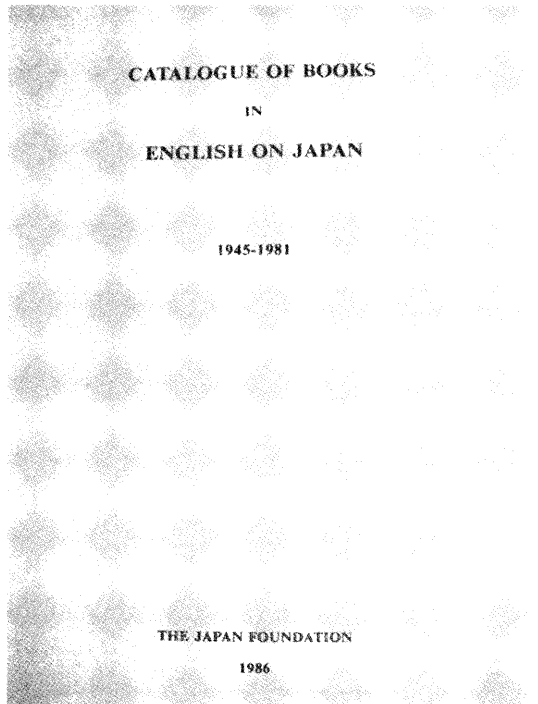 CATALOGUE OF BOOKS
IN
ENGLISH ON JAPAN
1945-1981
THE JAPAN FOUNDATION
1986